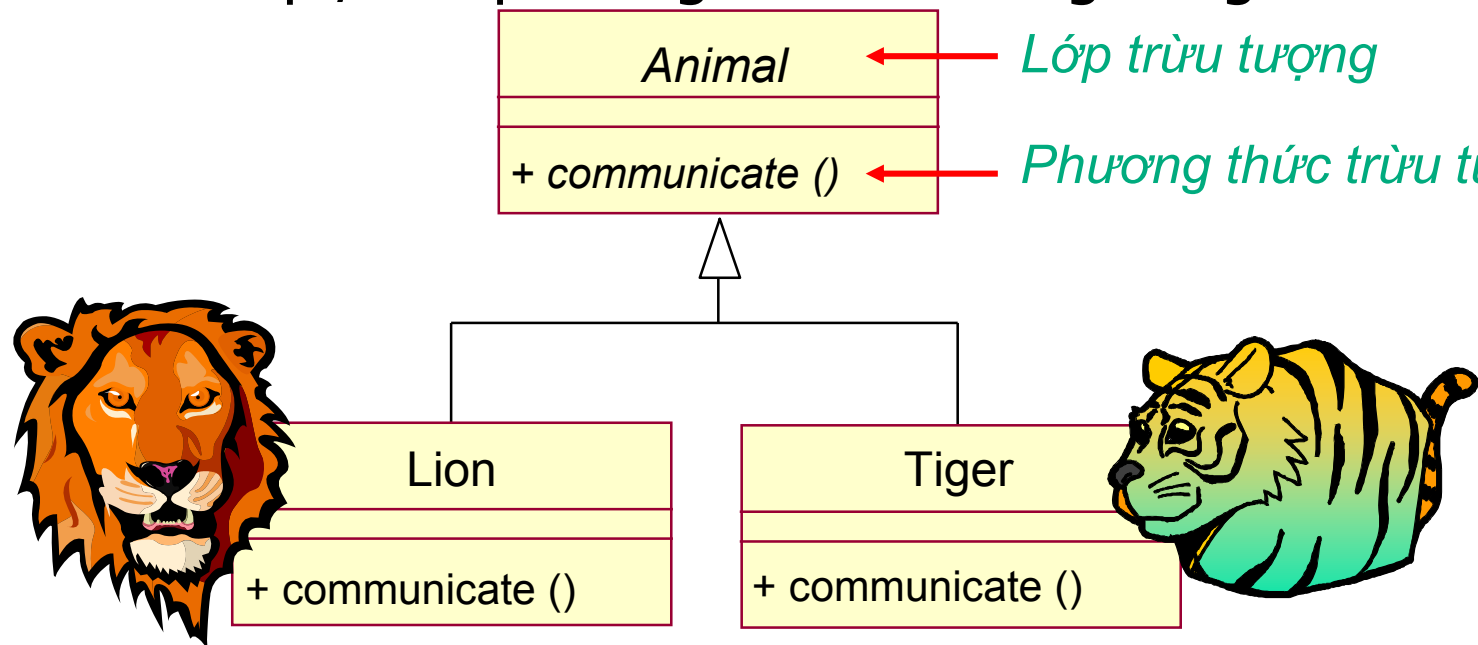 Animal
Lớp trừu tượng
+ communicate ()
Phương thức trừu
Lion
Tiger
+ communicate ()
+ communicate ()